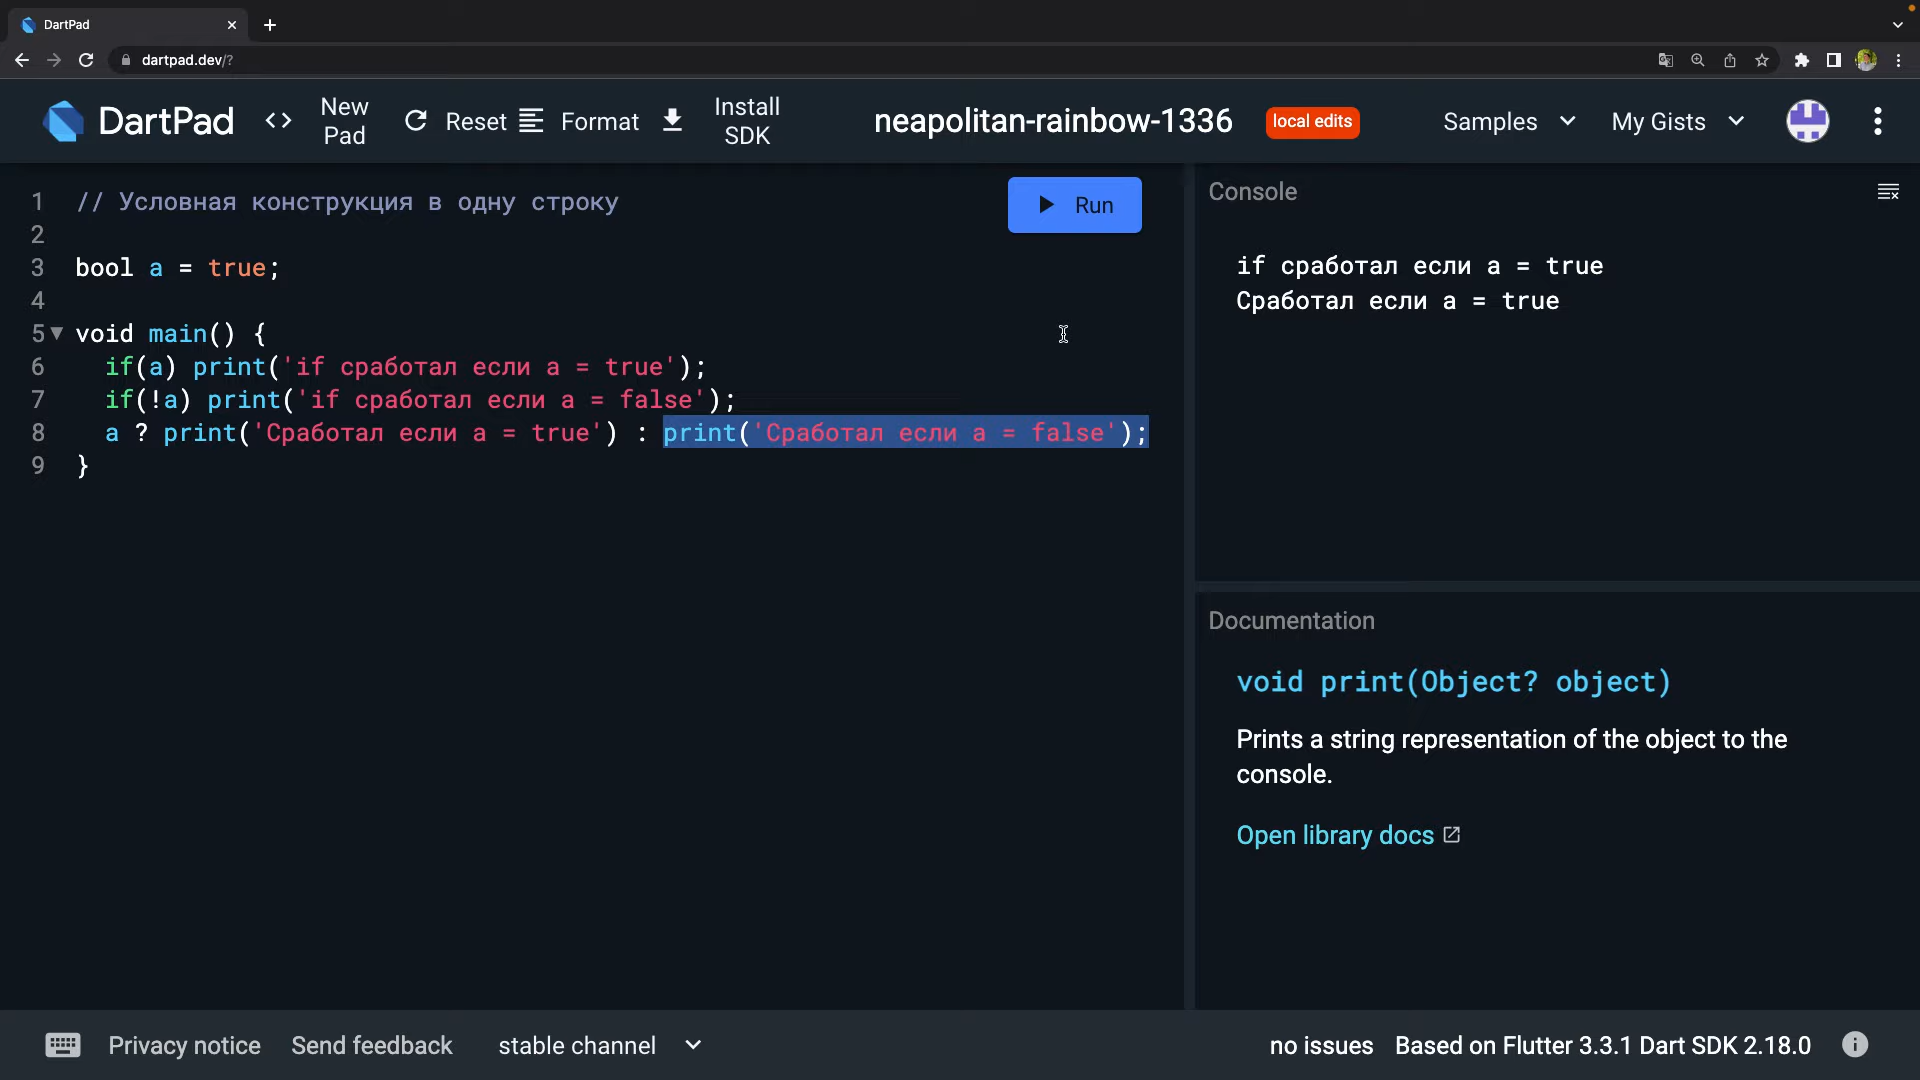 DartPad
dartpad.dev/?
DartPad
New Pad
Reset
Format
Install SDK
neapolitan-rainbow-1336
local edits
Samples
My Gists
1 // Условная конструкция в одну строку
2
3 bool a = true;
4
5 void main() {
6 if(a) print('if сработал если a = true');
7 if(!a) print('if сработал если a = false');
8 a ? print('Сработал если a = true') : print('Сработал если a = false');
9 }
Run
Console
if сработал если a = true
Сработал если a = true
Documentation
void print(Object? object)
Prints a string representation of the object to the
console.
Open library docs
Privacy notice
Send feedback
stable channel
no issues
Based on Flutter 3.3.1 Dart SDK 2.18.0